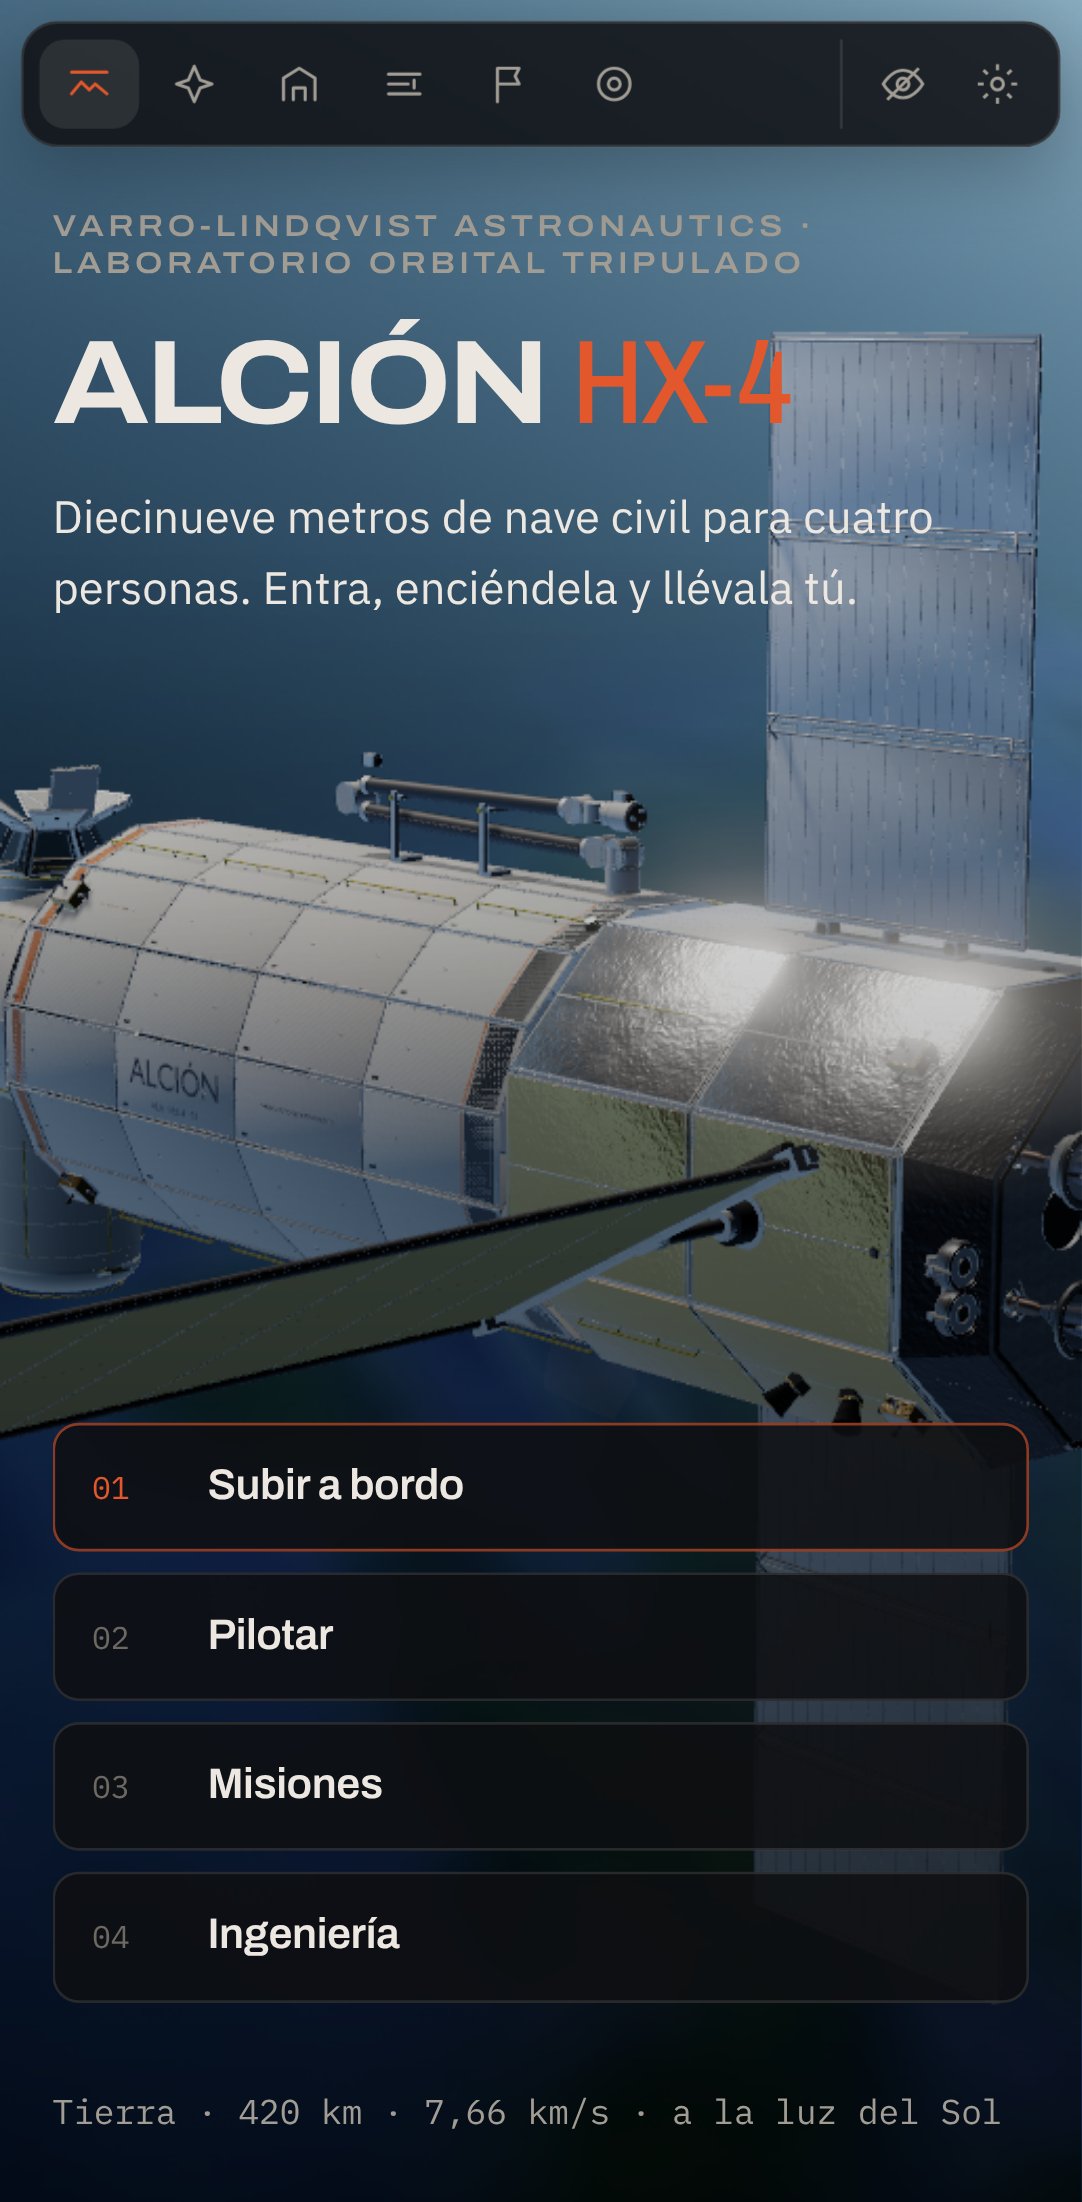 VARRO-LINDQVIST ASTRONAUTICS ·
LABORATORIO ORBITAL TRIPULADO
ALCIÓN HX-4
Diecinueve metros de nave civil para cuatro
personas. Entra, enciéndela y llévala tú.
ALCIÓN
01 Subir a bordo
02 Pilotar
03 Misiones
04 Ingeniería
Tierra · 420 km · 7,66 km/s · a la luz del Sol